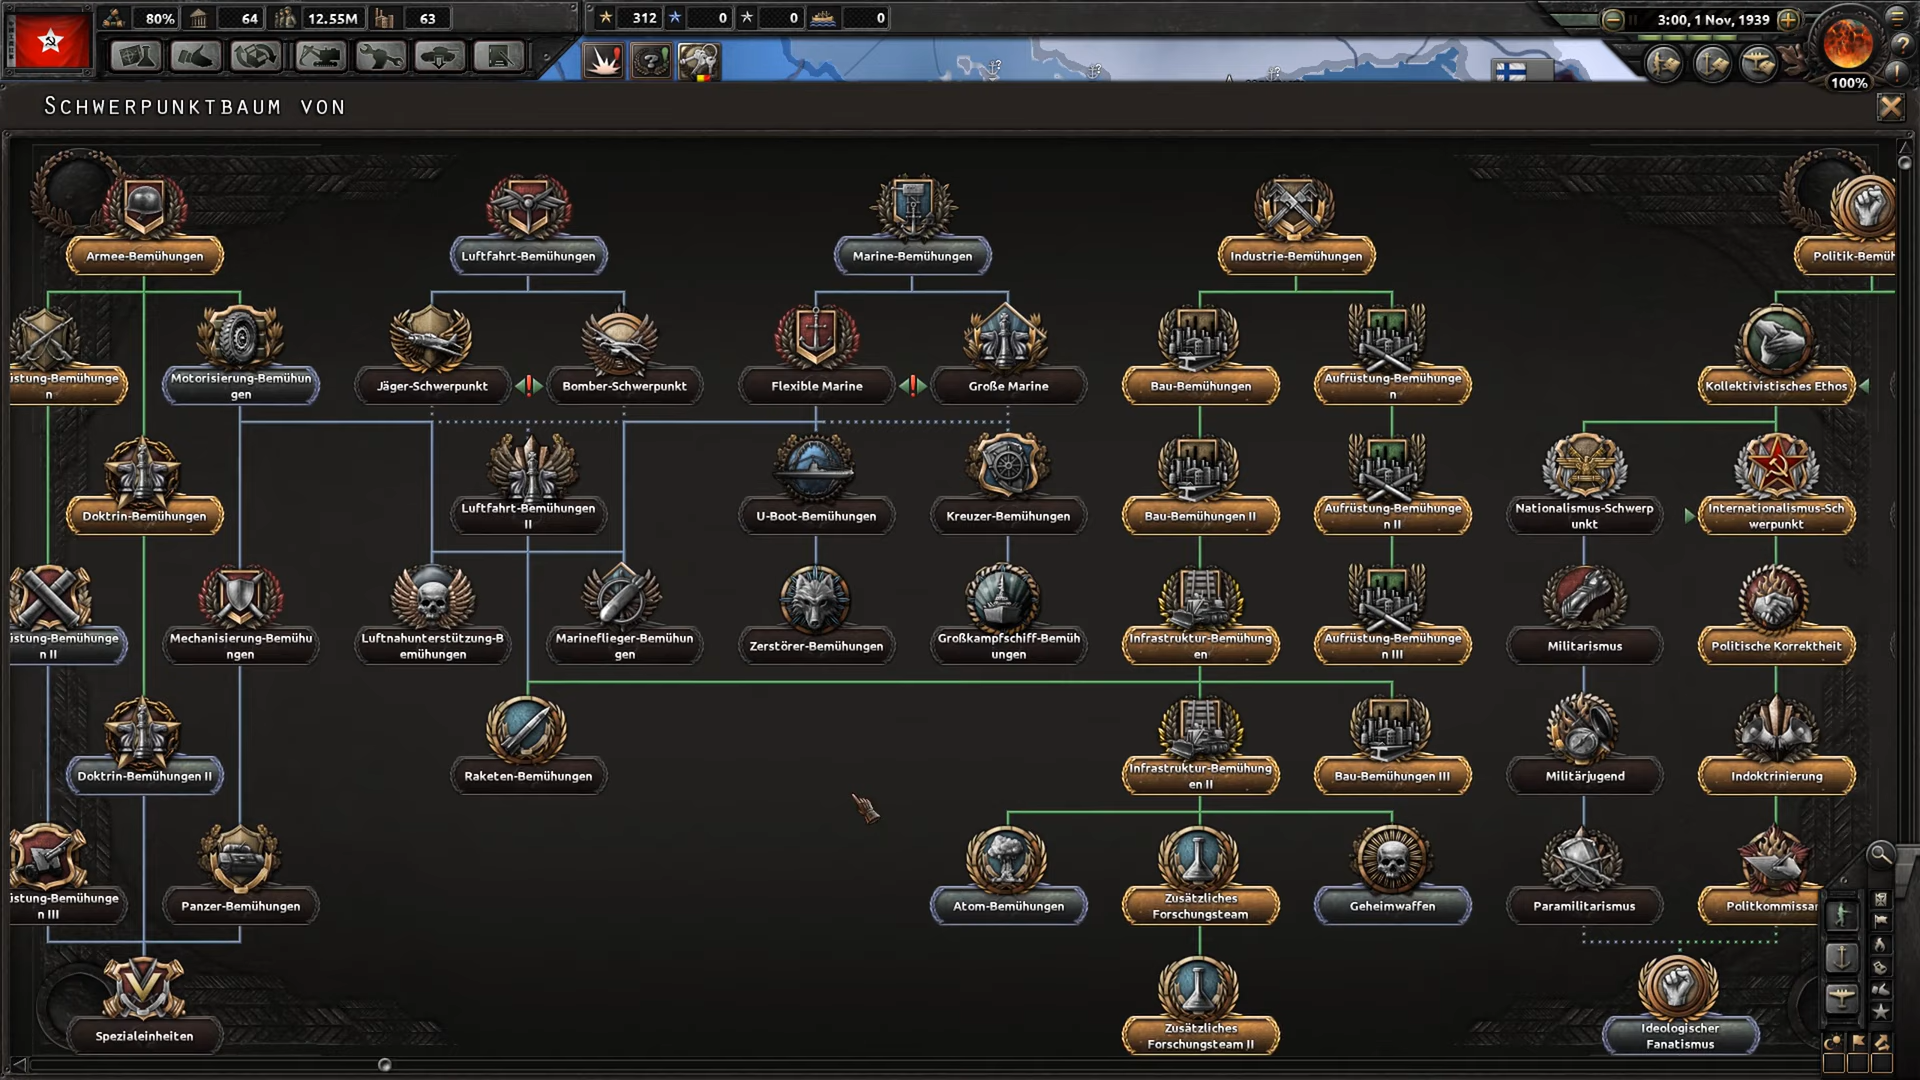 80%
64
12.55M
63
312
0
0
0
3:00, 1 Nov, 1939
100%
SCHWERPUNKTBAUM VON
Armee-Bemühungen
Luftfahrt-Bemühungen
Marine-Bemühungen
Industrie-Bemühungen
Politik-Bemüh
üstung-Bemühunge
n
Motorisierung-Bemühun
gen
Jäger-Schwerpunkt
Bomber-Schwerpunkt
Flexible Marine
Große Marine
Bau-Bemühungen
Aufrüstung-Bemühunge
n
Kollektivistisches Ethos
Doktrin-Bemühungen
Luftfahrt-Bemühungen
II
U-Boot-Bemühungen
Kreuzer-Bemühungen
Bau-Bemühungen II
Aufrüstung-Bemühunge
n II
Nationalismus-Schwerp
unkt
Internationalismus-Sch
werpunkt
üstung-Bemühunge
n II
Mechanisierung-Bemühu
ngen
Luftnahunterstützung-B
emühungen
Marineflieger-Bemühun
gen
Zerstörer-Bemühungen
Großkampfschiff-Bemüh
ungen
Infrastruktur-Bemühung
en
Aufrüstung-Bemühunge
n III
Militarismus
Politische Korrektheit
Doktrin-Bemühungen II
Raketen-Bemühungen
Infrastruktur-Bemühung
en II
Bau-Bemühungen III
Militärjugend
Indoktrinierung
üstung-Bemühunge
n III
Panzer-Bemühungen
Atom-Bemühungen
Zusätzliches
Forschungsteam
Geheimwaffen
Paramilitarismus
Politkommissar
Spezialeinheiten
Zusätzliches
Forschungsteam II
Ideologischer
Fanatismus